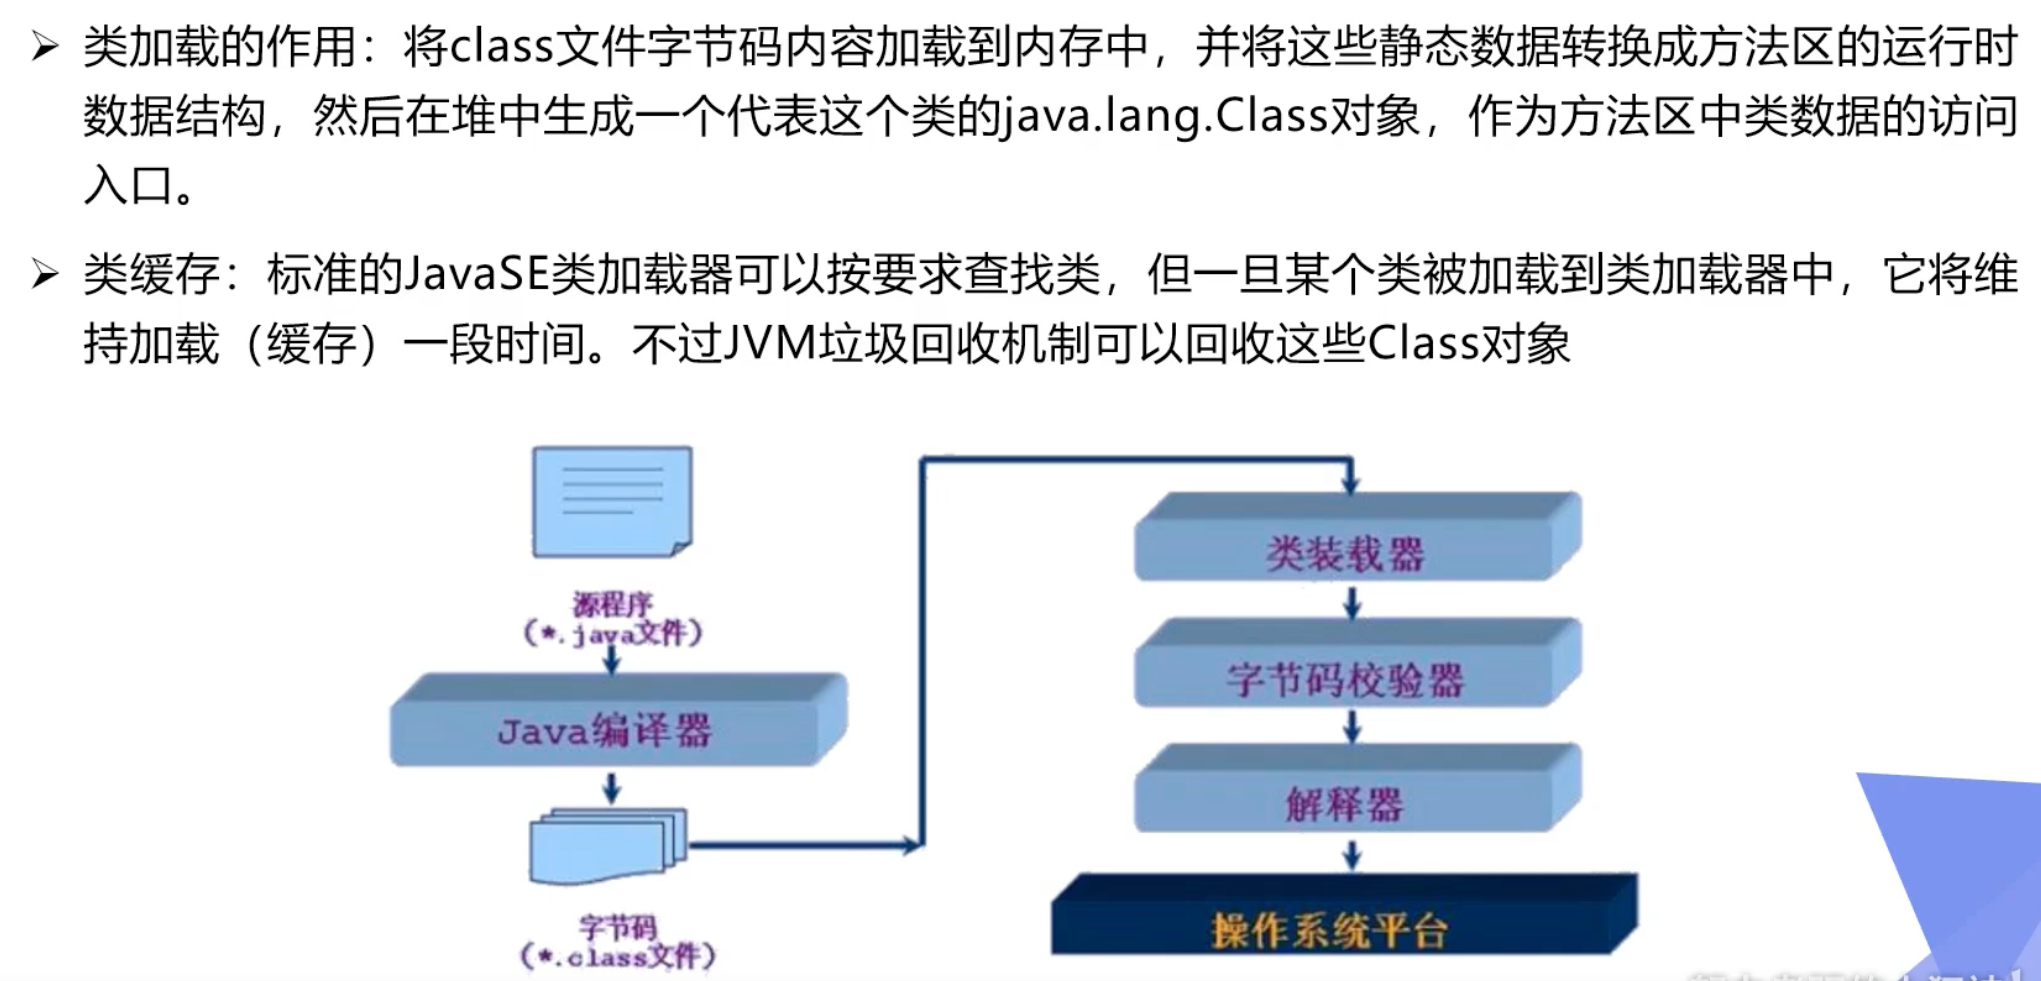 ➢ 类加载的作用：将class文件字节码内容加载到内存中，并将这些静态数据转换成方法区的运行时
数据结构，然后在堆中生成一个代表这个类的java.lang.Class对象，作为方法区中类数据的访问
入口。
➢ 类缓存：标准的JavaSE类加载器可以按要求查找类，但一旦某个类被加载到类加载器中，它将维
持加载（缓存）一段时间。不过JVM垃圾回收机制可以回收这些Class对象
源程序
(*.java文件)
Java编译器
字节码
(*.class文件)
类装载器
字节码校验器
解释器
操作系统平台